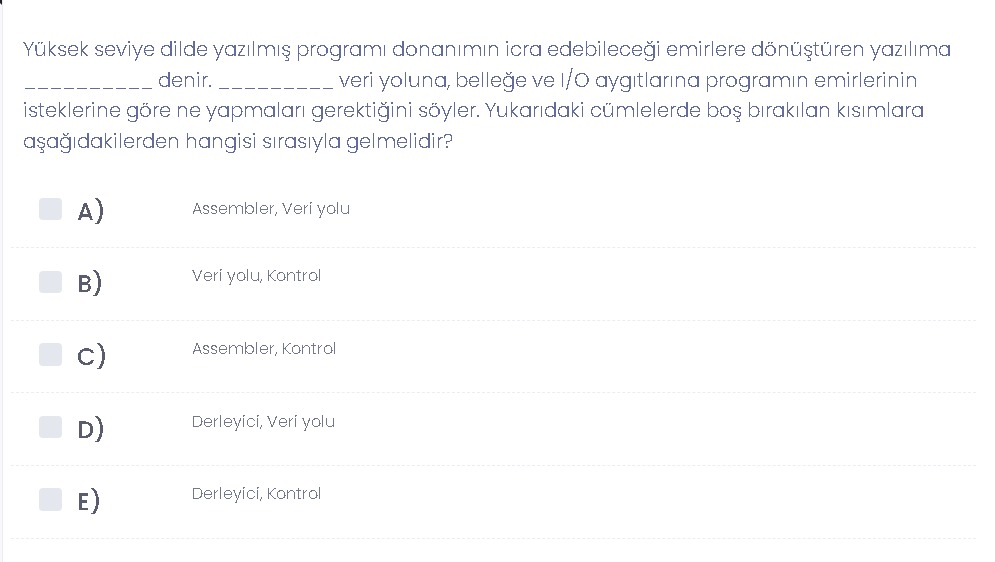 Yüksek seviye dilde yazılmış programı donanımın icra edebileceği emirlere dönüştüren yazılıma
__________ denir. _________ veri yoluna, belleğe ve I/O aygıtlarına programın emirlerinin
isteklerine göre ne yapmaları gerektiğini söyler. Yukarıdaki cümlelerde boş bırakılan kısımlara
aşağıdakilerden hangisi sırasıyla gelmelidir?
A) Assembler, Veri yolu
B) Veri yolu, Kontrol
C) Assembler, Kontrol
D) Derleyici, Veri yolu
E) Derleyici, Kontrol